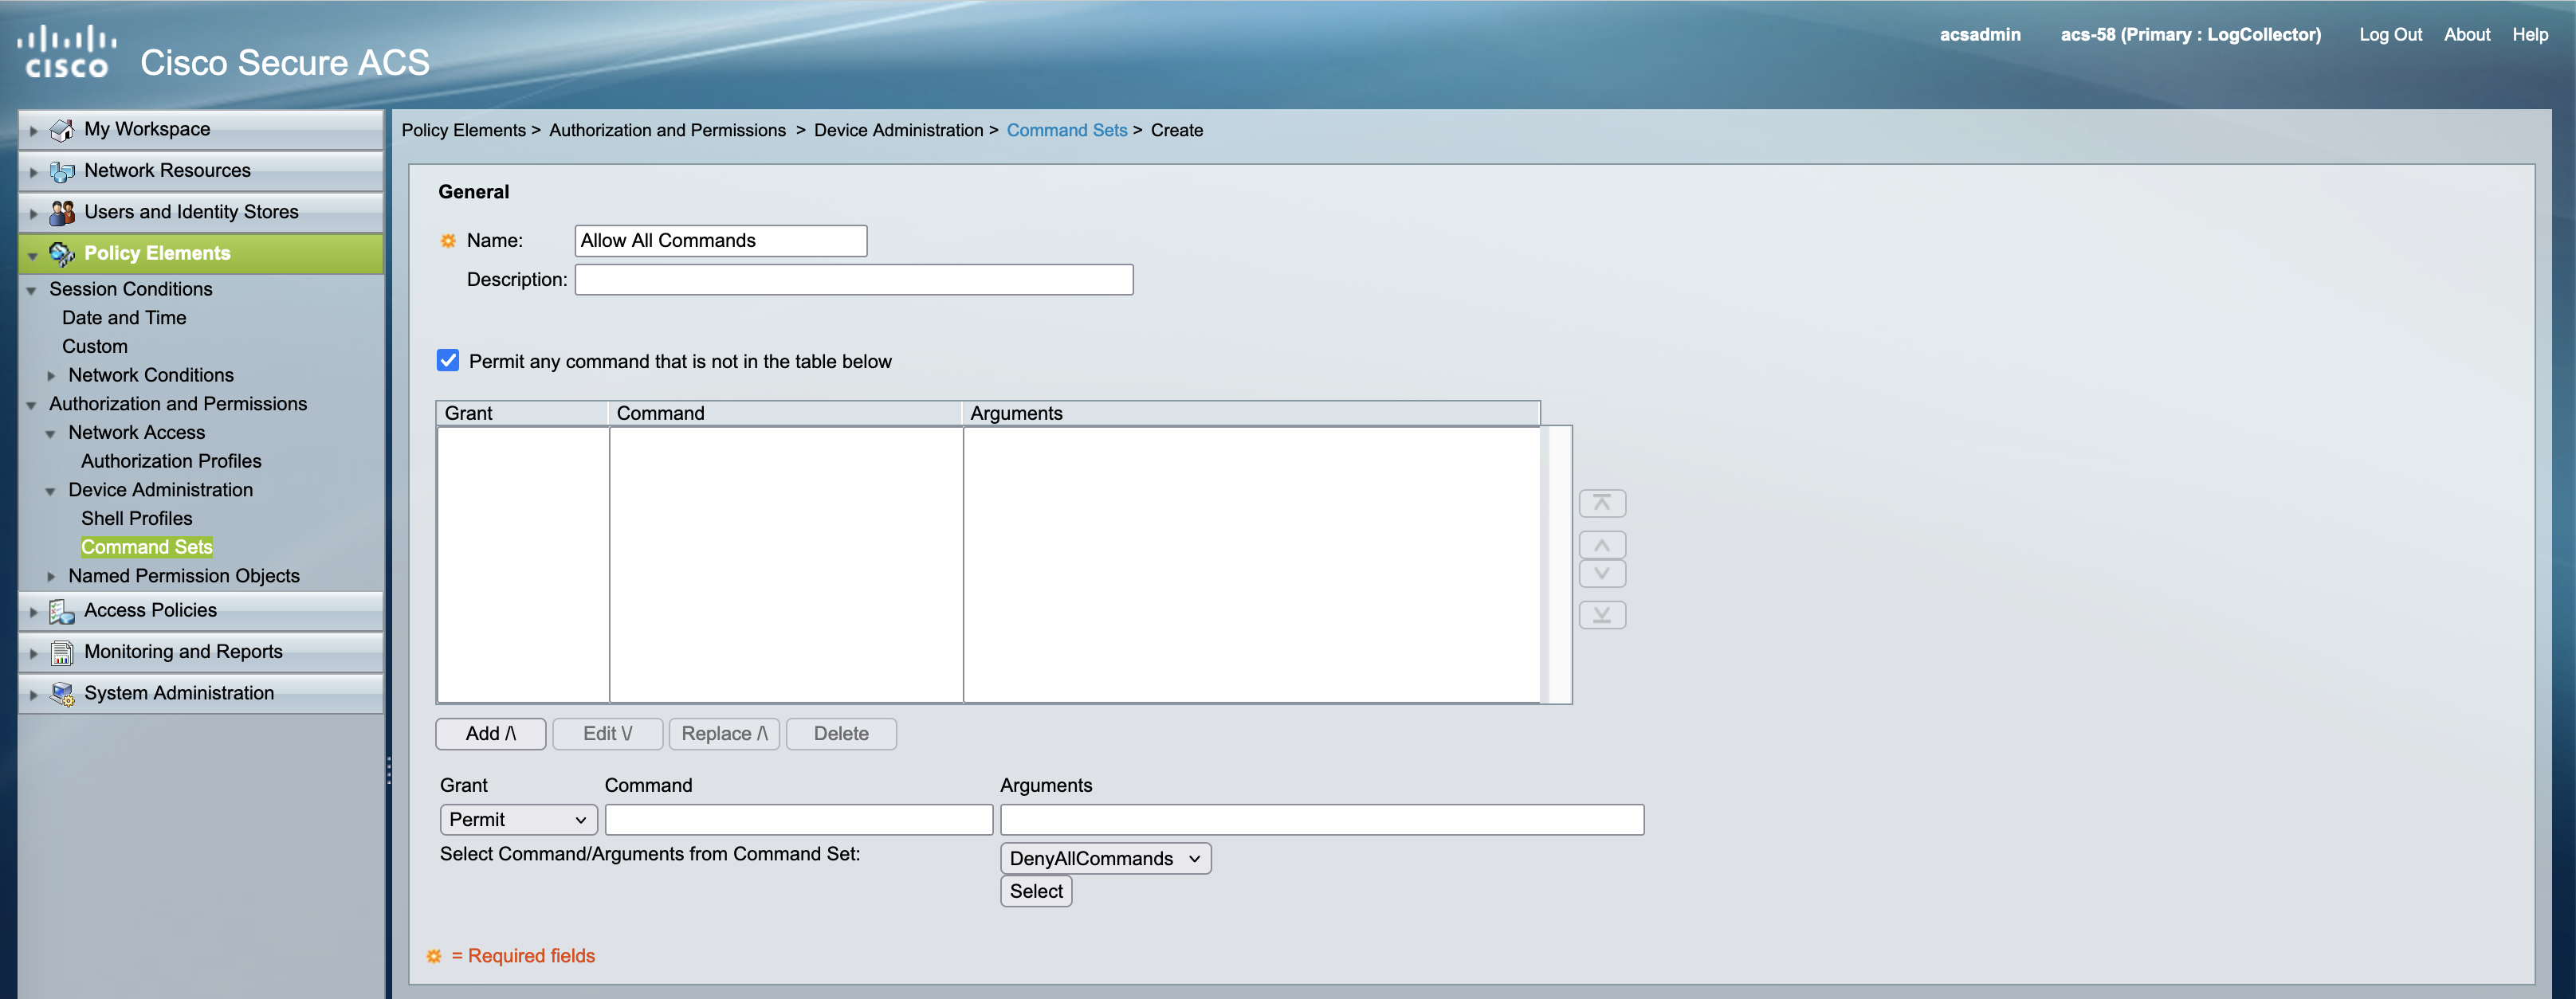 acsadmin acs-58 (Primary : LogCollector) Log Out About Help
CISCO Cisco Secure ACS
My Workspace
Network Resources
Users and Identity Stores
Policy Elements
Session Conditions
Date and Time
Custom
Network Conditions
Authorization and Permissions
Network Access
Authorization Profiles
Device Administration
Shell Profiles
Command Sets
Named Permission Objects
Access Policies
Monitoring and Reports
System Administration
Policy Elements > Authorization and Permissions > Device Administration > Command Sets > Create
General
Name: Allow All Commands
Description:
Permit any command that is not in the table below
Grant Command Arguments
Add /\ Edit \/ Replace /\ Delete
Grant Command Arguments
Permit
Select Command/Arguments from Command Set: DenyAllCommands
Select
= Required fields